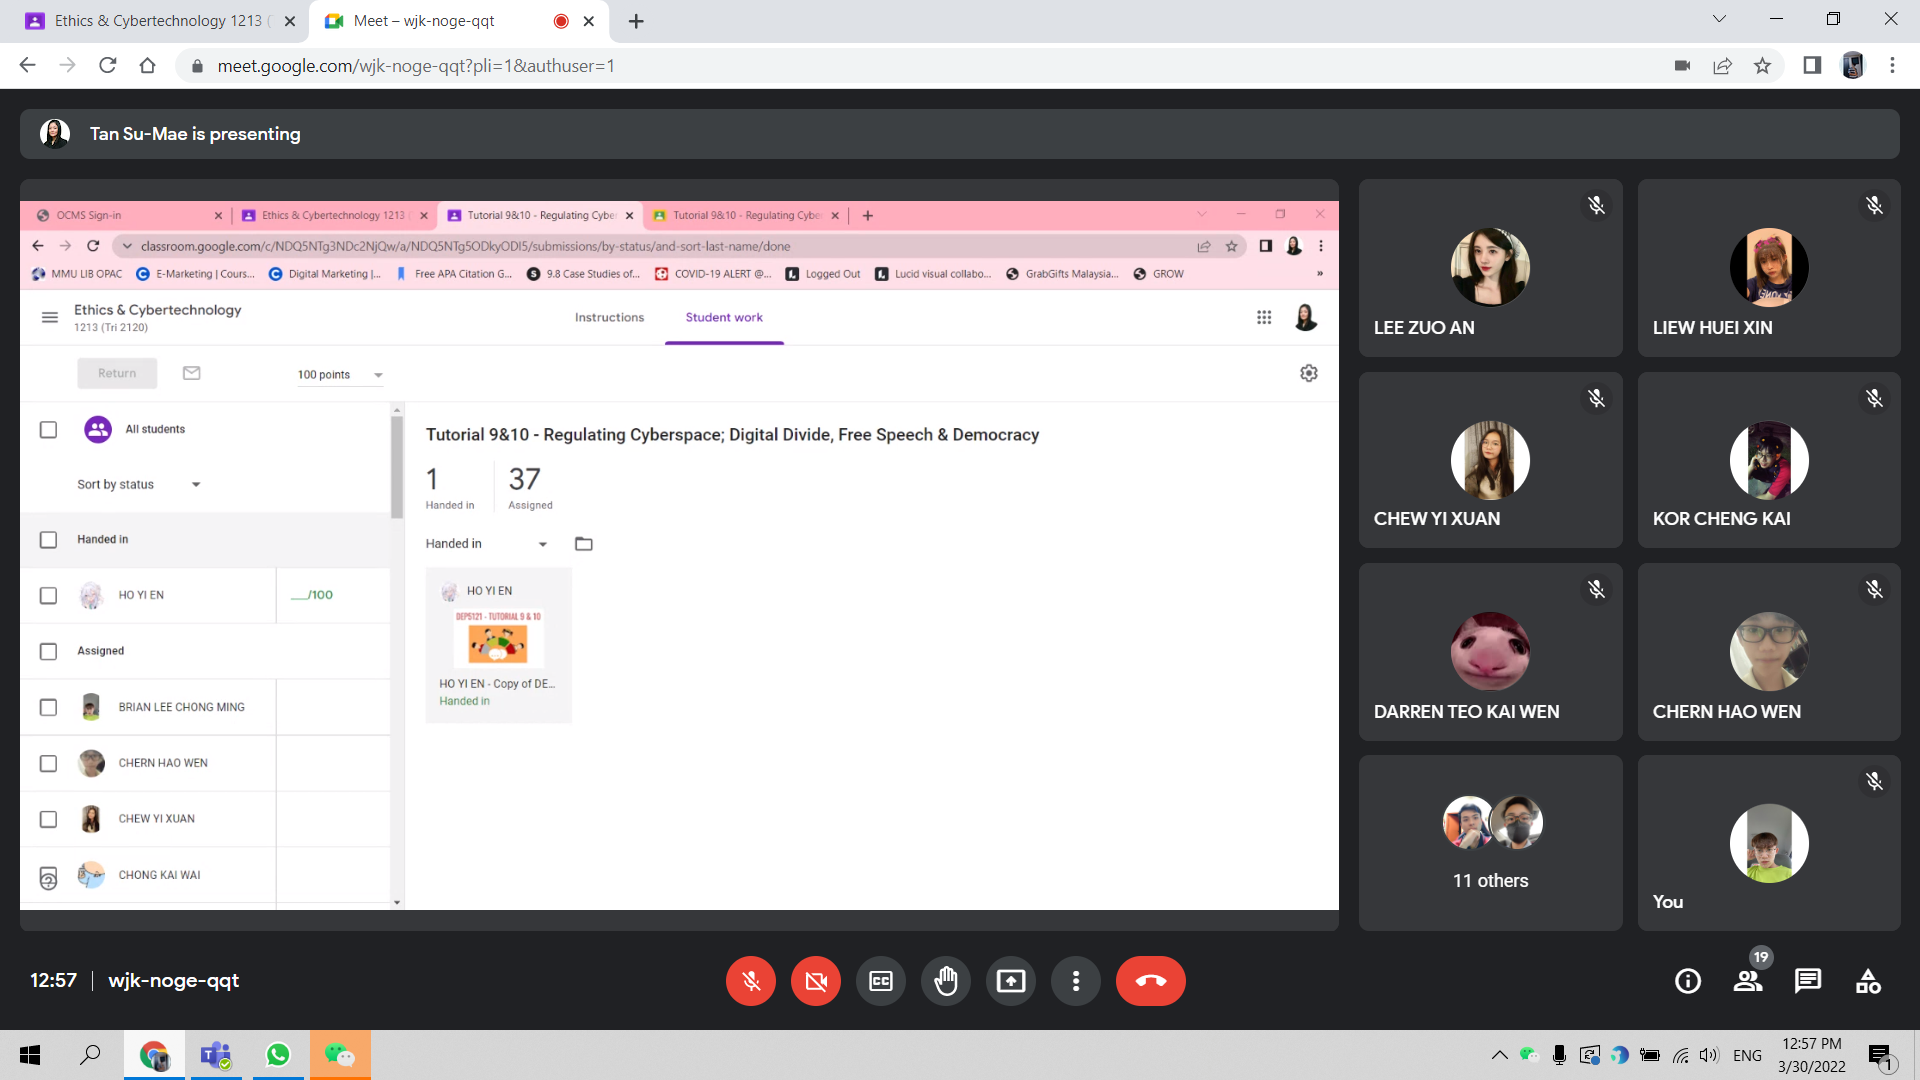 Ethics & Cybertechnology 1213 (
Meet – wjk-noge-qqt
meet.google.com/wjk-noge-qqt?pli=1&authuser=1
Tan Su-Mae is presenting
OCMS Sign-in
Ethics & Cybertechnology 1213 (
Tutorial 9&10 - Regulating Cyber
Tutorial 9&10 - Regulating Cyber
classroom.google.com/c/NDQ5NTg3NDc2NjQw/a/NDQ5NTg5ODkyODI5/submissions/by-status/and-sort-last-name/done
MMU LIB OPAC
E-Marketing | Cours...
Digital Marketing |...
Free APA Citation G...
9.8 Case Studies of...
COVID-19 ALERT @...
Logged Out
Lucid visual collabo...
GrabGifts Malaysia...
GROW
»
Ethics & Cybertechnology
1213 (Tri 2120)
Instructions
Student work
Return
100 points
All students
Sort by status
Handed in
HO YI EN
__/100
Assigned
BRIAN LEE CHONG MING
CHERN HAO WEN
CHEW YI XUAN
CHONG KAI WAI
Tutorial 9&10 - Regulating Cyberspace; Digital Divide, Free Speech & Democracy
1
Handed in
37
Assigned
Handed in
HO YI EN
DEP5121 - TUTORIAL 9 & 10
HO YI EN - Copy of DE...
Handed in
LEE ZUO AN
LIEW HUEI XIN
CHEW YI XUAN
KOR CHENG KAI
DARREN TEO KAI WEN
CHERN HAO WEN
11 others
You
12:57
wjk-noge-qqt
CC
19
ENG
12:57 PM
3/30/2022
1